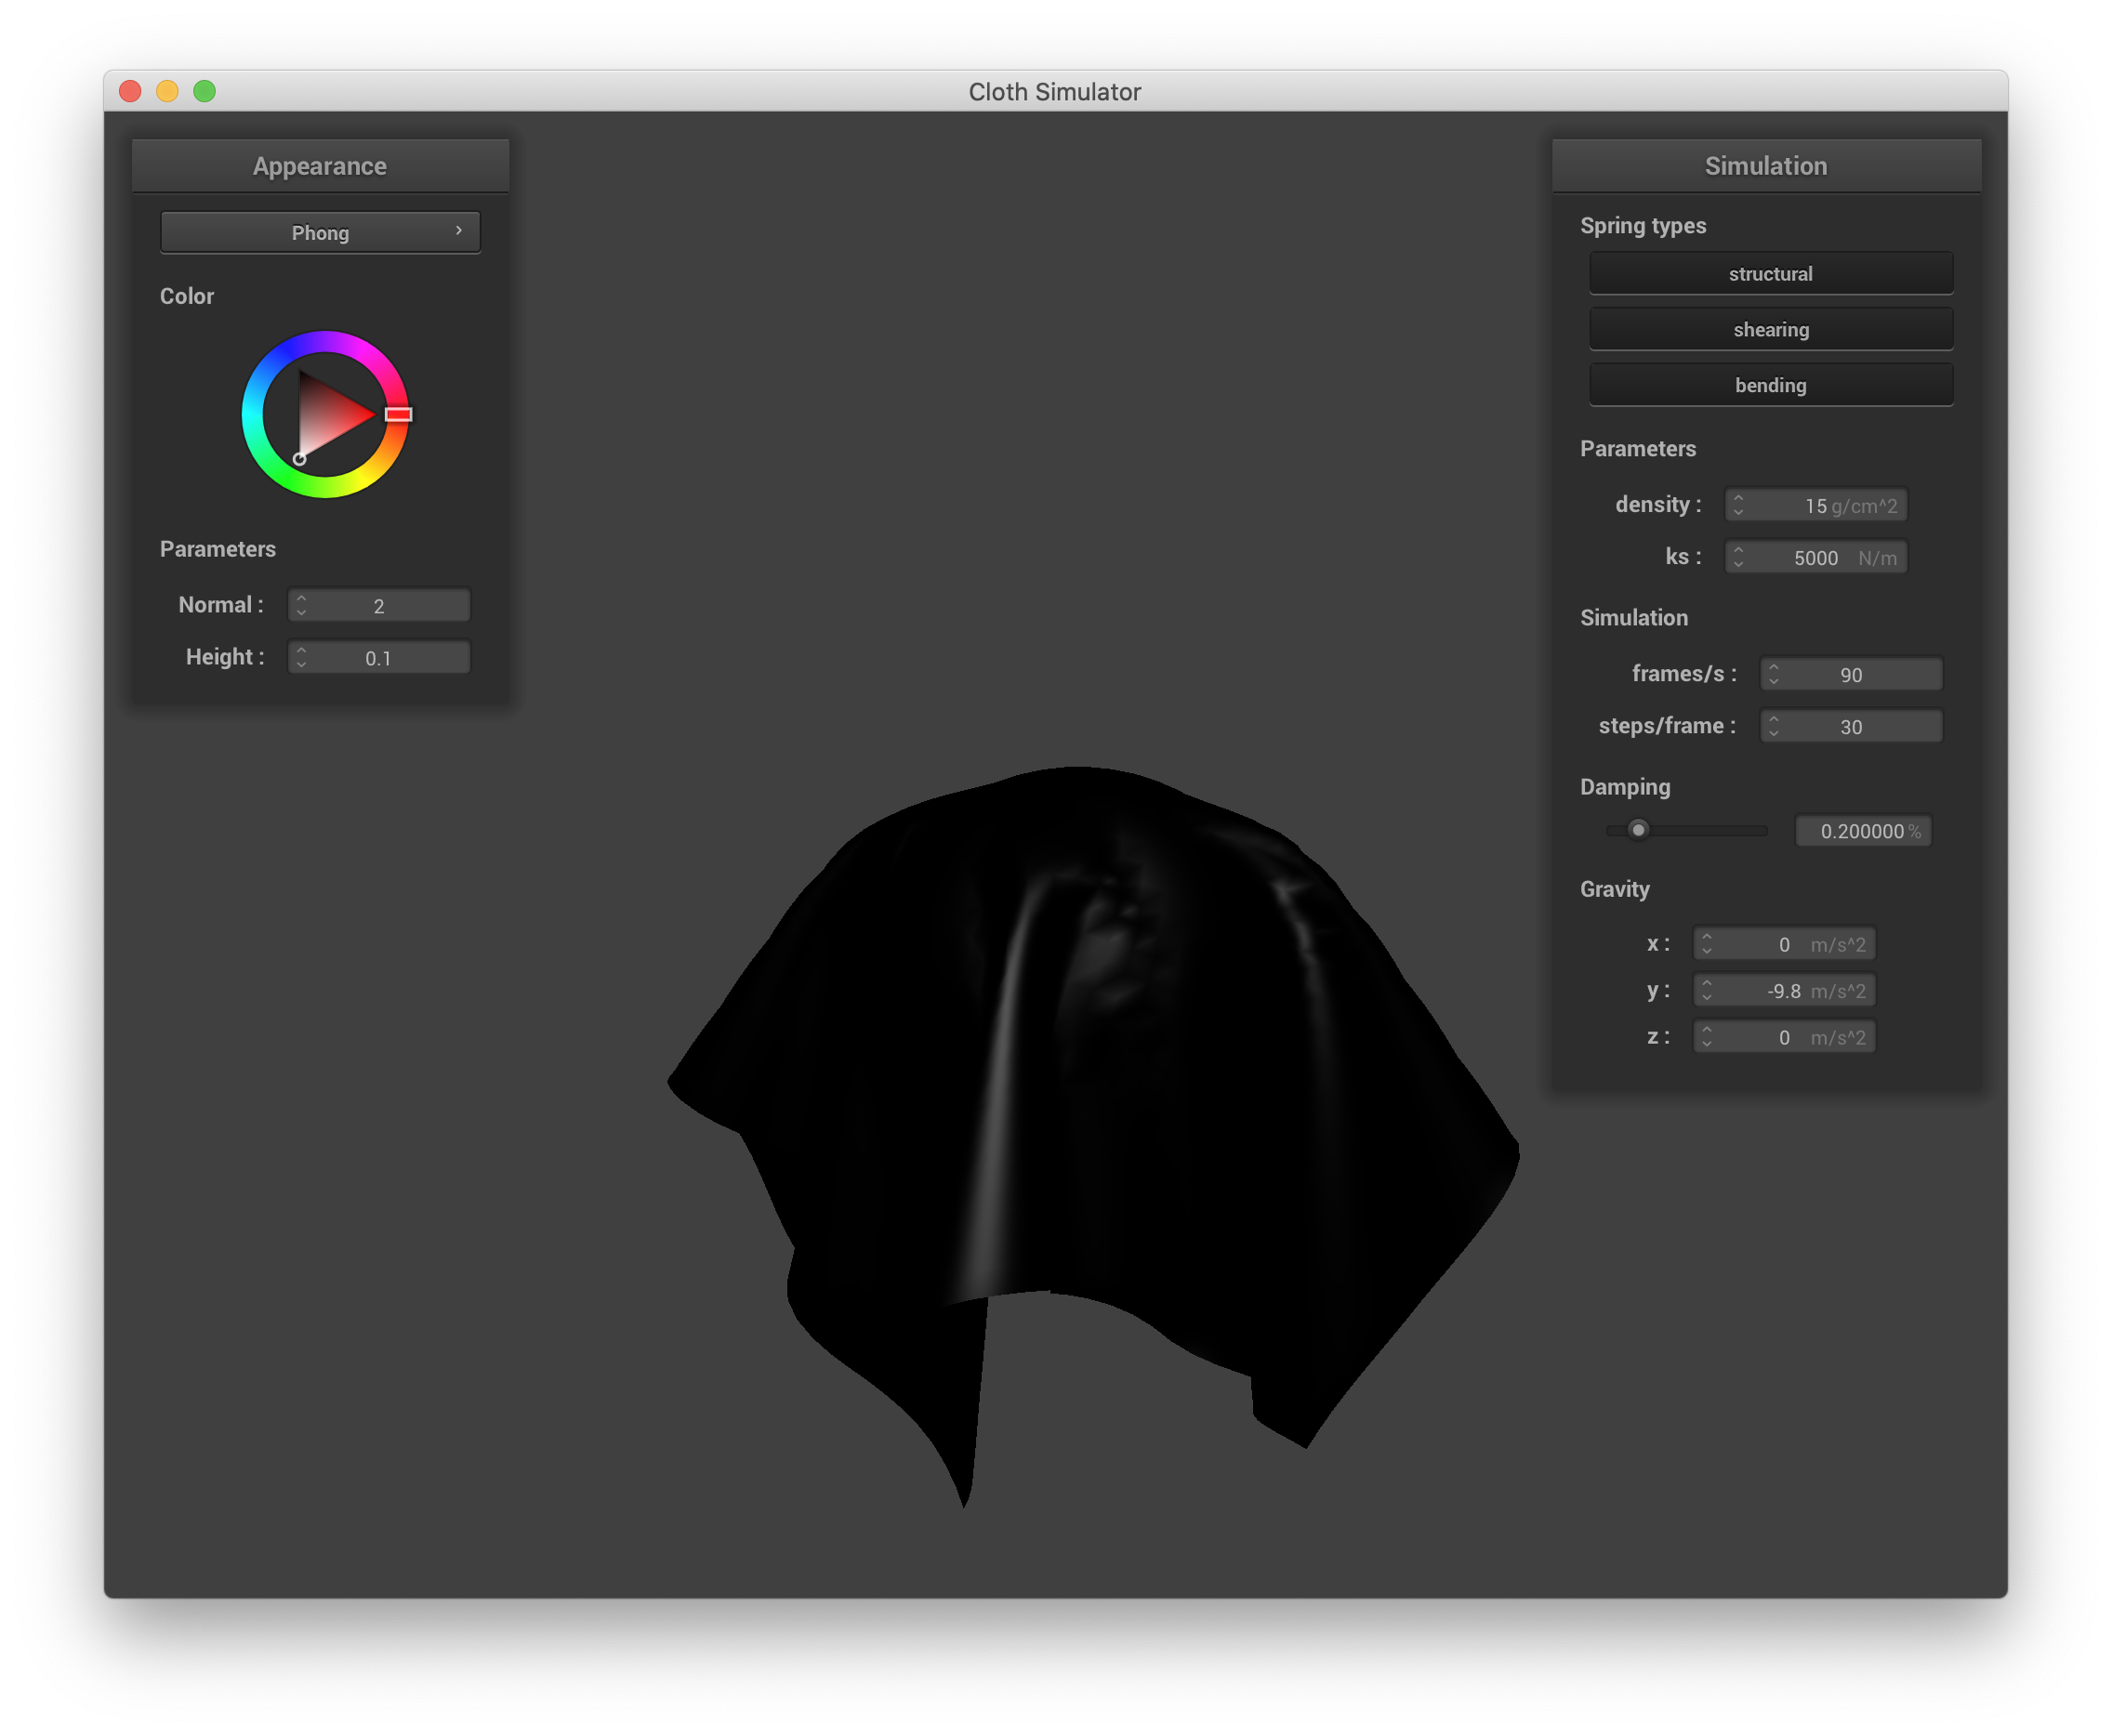 Cloth Simulator
Appearance
Phong ›
Color
Parameters
Normal : 2
Height : 0.1
Simulation
Spring types
structural
shearing
bending
Parameters
density : 15 g/cm^2
ks : 5000 N/m
Simulation
frames/s : 90
steps/frame : 30
Damping
0.200000 %
Gravity
x : 0 m/s^2
y : -9.8 m/s^2
z : 0 m/s^2